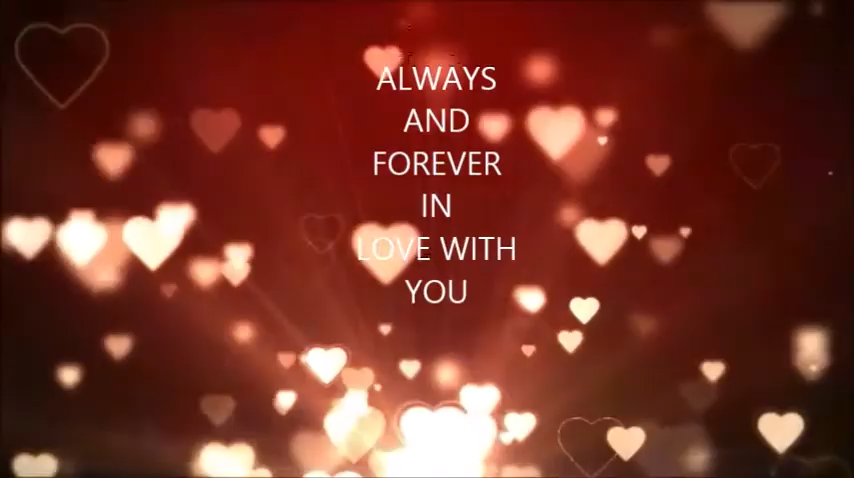 ALWAYS
AND
FOREVER
IN
LOVE WITH
YOU